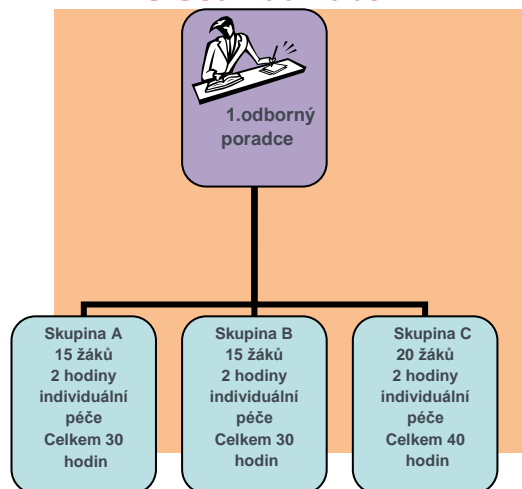 1.odborný
poradce
Skupina A
15 žáků
2 hodiny
individuální
péče
Celkem 30
hodin
Skupina B
15 žáků
2 hodiny
individuální
péče
Celkem 30
hodin
Skupina C
20 žáků
2 hodiny
individuální
péče
Celkem 40
hodin